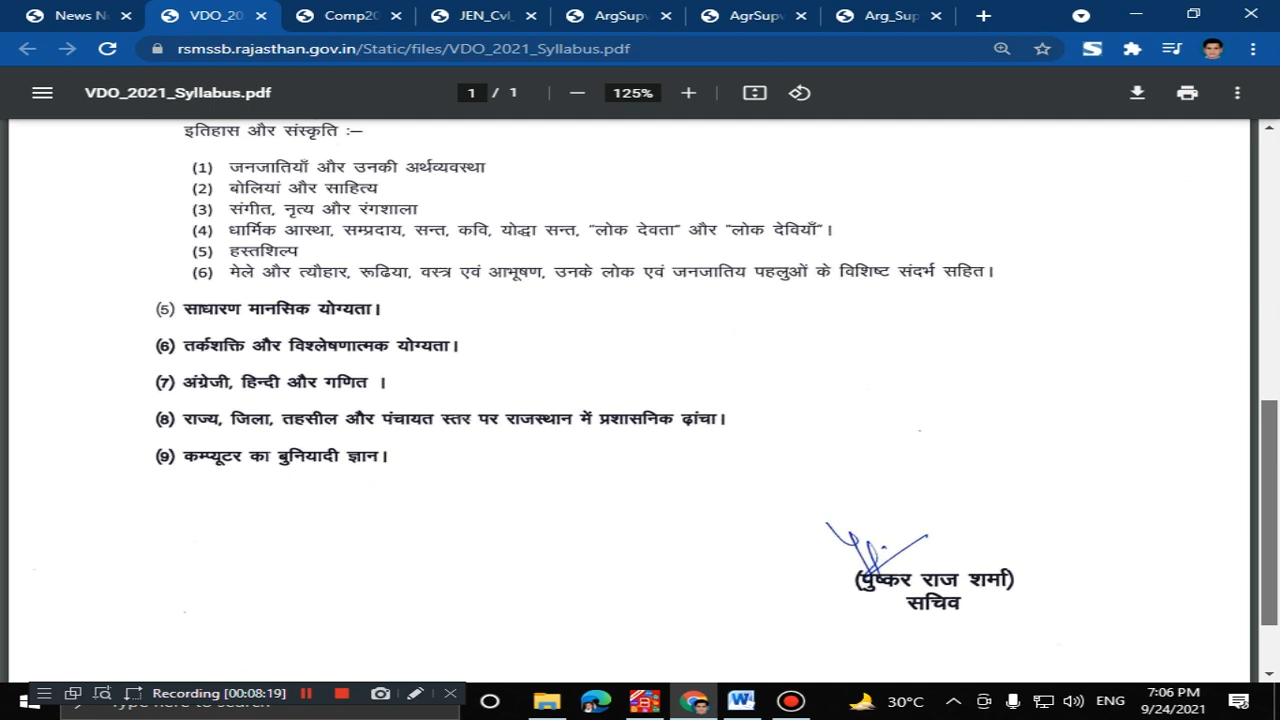 News N
VDO_20
Comp20
JEN_Cvl_
ArgSupv
AgrSupv
Arg_Sup
rsmssb.rajasthan.gov.in/Static/files/VDO_2021_Syllabus.pdf
VDO_2021_Syllabus.pdf 1 / 1 125%
इतिहास और संस्कृति :–
(1) जनजातियाँ और उनकी अर्थव्यवस्था
(2) बोलियां और साहित्य
(3) संगीत, नृत्य और रंगशाला
(4) धार्मिक आस्था, सम्प्रदाय, सन्त, कवि, योद्धा सन्त, "लोक देवता" और "लोक देवियाँ"।
(5) हस्तशिल्प
(6) मेले और त्यौहार, रूढिया, वस्त्र एवं आभूषण, उनके लोक एवं जनजातिय पहलुओं के विशिष्ट संदर्भ सहित।
(5) साधारण मानसिक योग्यता।
(6) तर्कशक्ति और विश्लेषणात्मक योग्यता।
(7) अंग्रेजी, हिन्दी और गणित ।
(8) राज्य, जिला, तहसील और पंचायत स्तर पर राजस्थान में प्रशासनिक ढ़ांचा।
(9) कम्प्यूटर का बुनियादी ज्ञान।
(पुष्कर राज शर्मा)
सचिव
Recording [00:08:19]
30°C
ENG
7:06 PM
9/24/2021